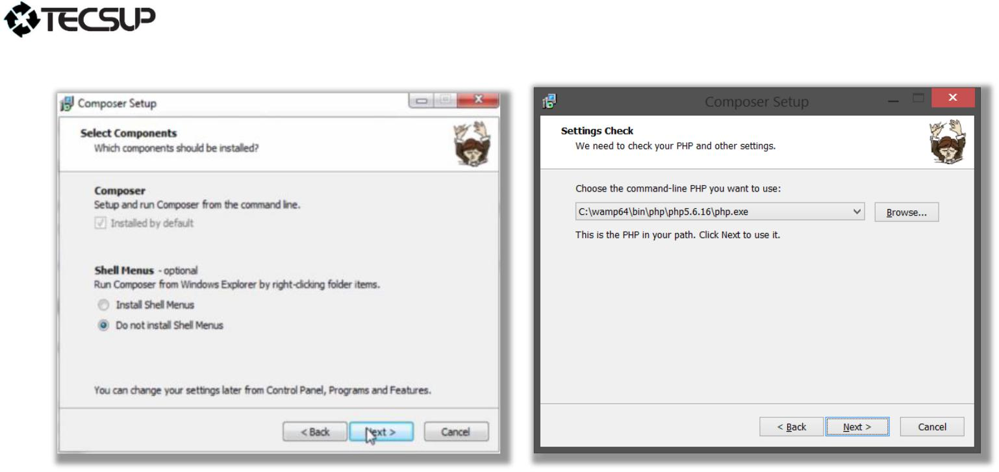 TECSUP
Composer Setup
Select Components
Which components should be installed?
Composer
Setup and run Composer from the command line.
Installed by default
Shell Menus - optional
Run Composer from Windows Explorer by right-clicking folder items.
Install Shell Menus
Do not install Shell Menus
You can change your settings later from Control Panel, Programs and Features.
< Back Next > Cancel
Composer Setup
Settings Check
We need to check your PHP and other settings.
Choose the command-line PHP you want to use:
C:\wamp64\bin\php\php5.6.16\php.exe Browse...
This is the PHP in your path. Click Next to use it.
< Back Next > Cancel